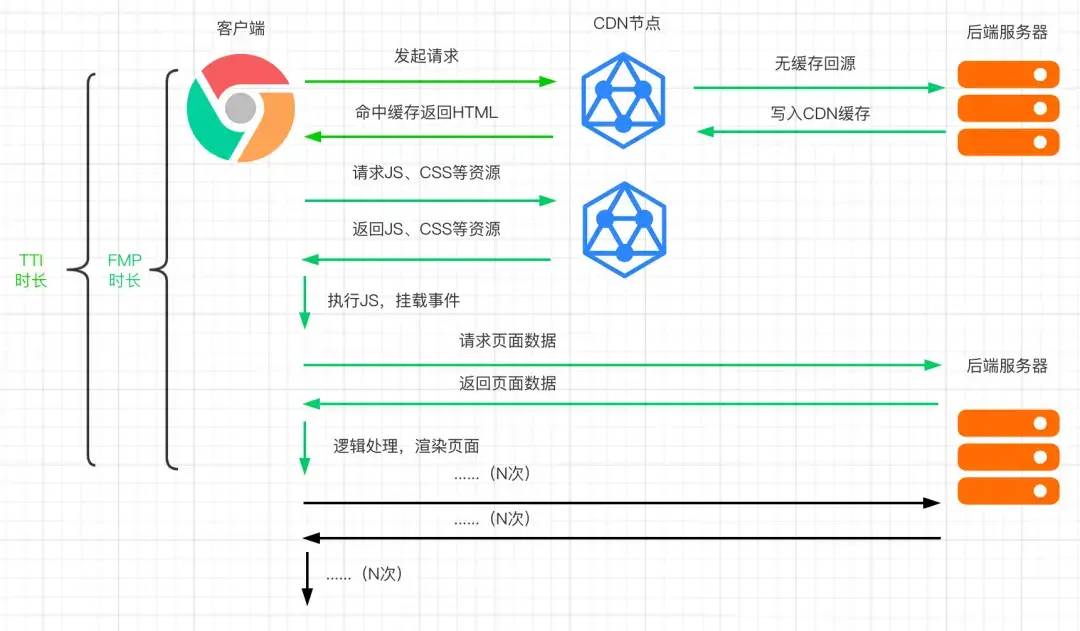 客户端
CDN节点
后端服务器
发起请求
无缓存回源
命中缓存返回HTML
写入CDN缓存
请求JS、CSS等资源
返回JS、CSS等资源
TTI
时长
FMP
时长
执行JS，挂载事件
请求页面数据
后端服务器
返回页面数据
逻辑处理，渲染页面
......（N次）
......（N次）
......（N次）